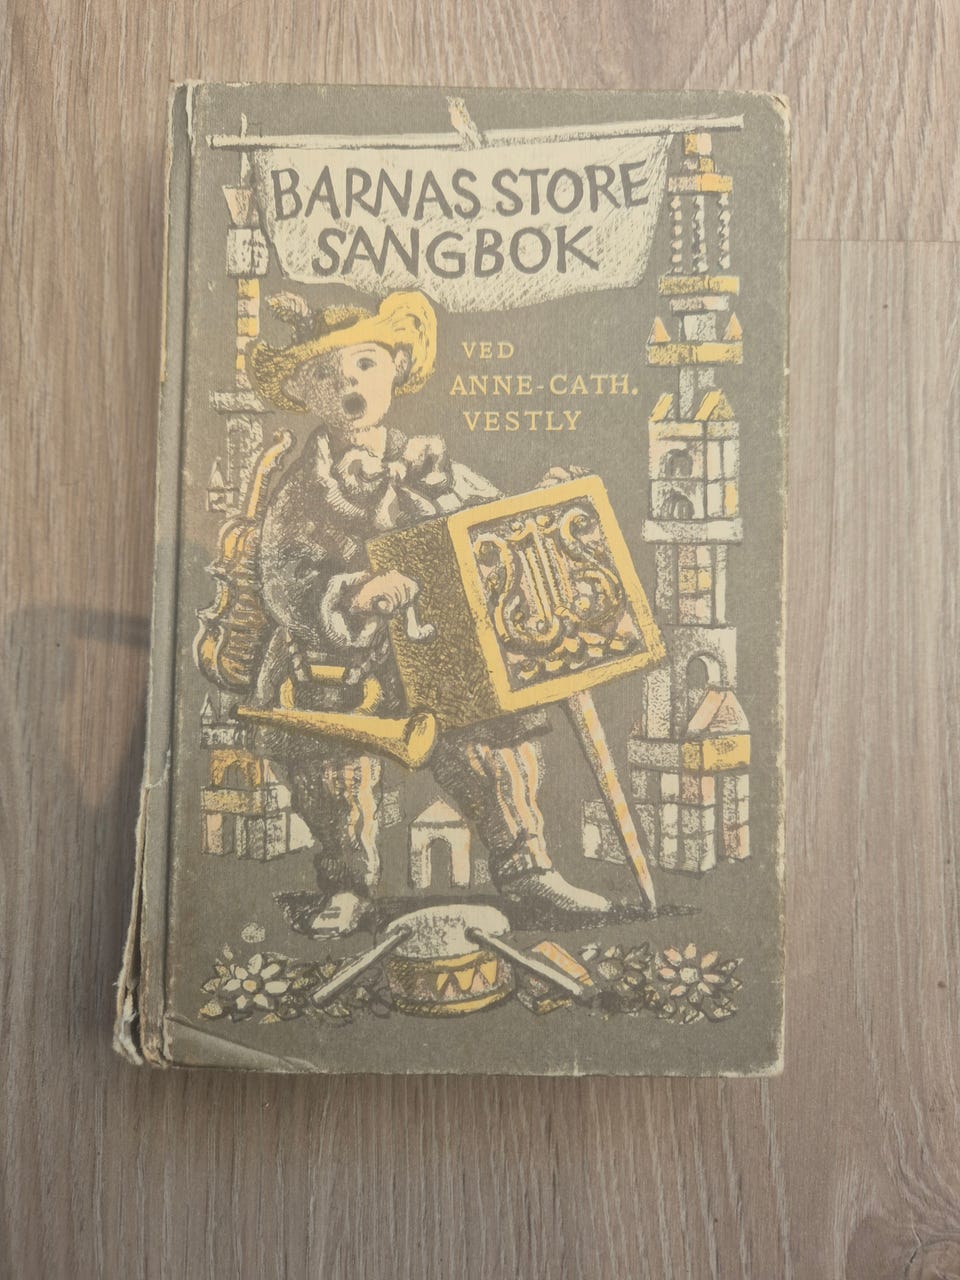 BARNAS STORE
SANGBOK
VED
ANNE-CATH.
VESTLY